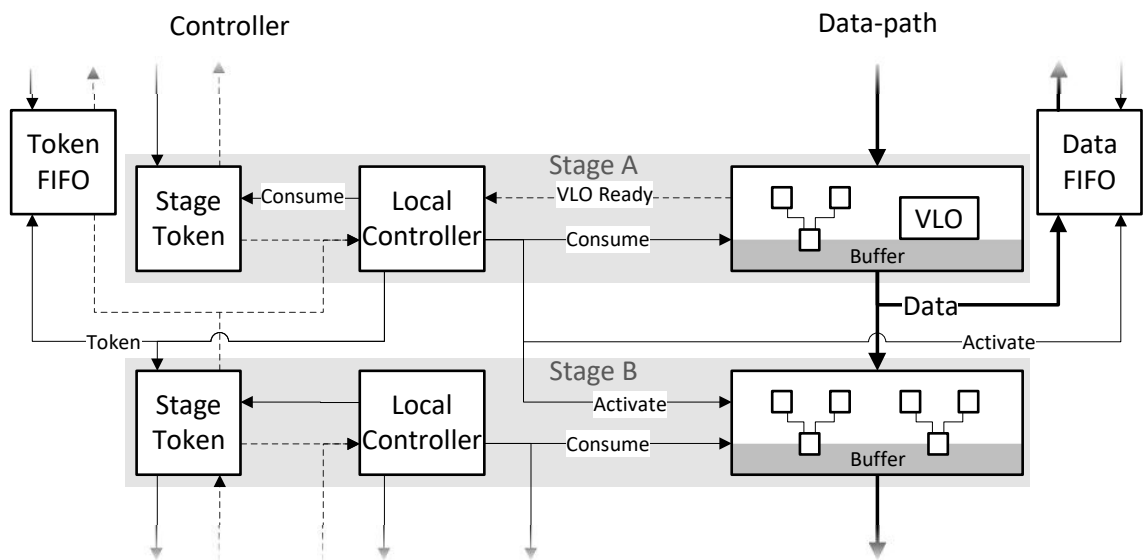 Controller
Data-path
Token
FIFO
Data
FIFO
Stage A
Stage
Token
Consume
Local
Controller
VLO Ready
Consume
VLO
Buffer
Data
Token
Activate
Stage B
Stage
Token
Local
Controller
Activate
Consume
Buffer